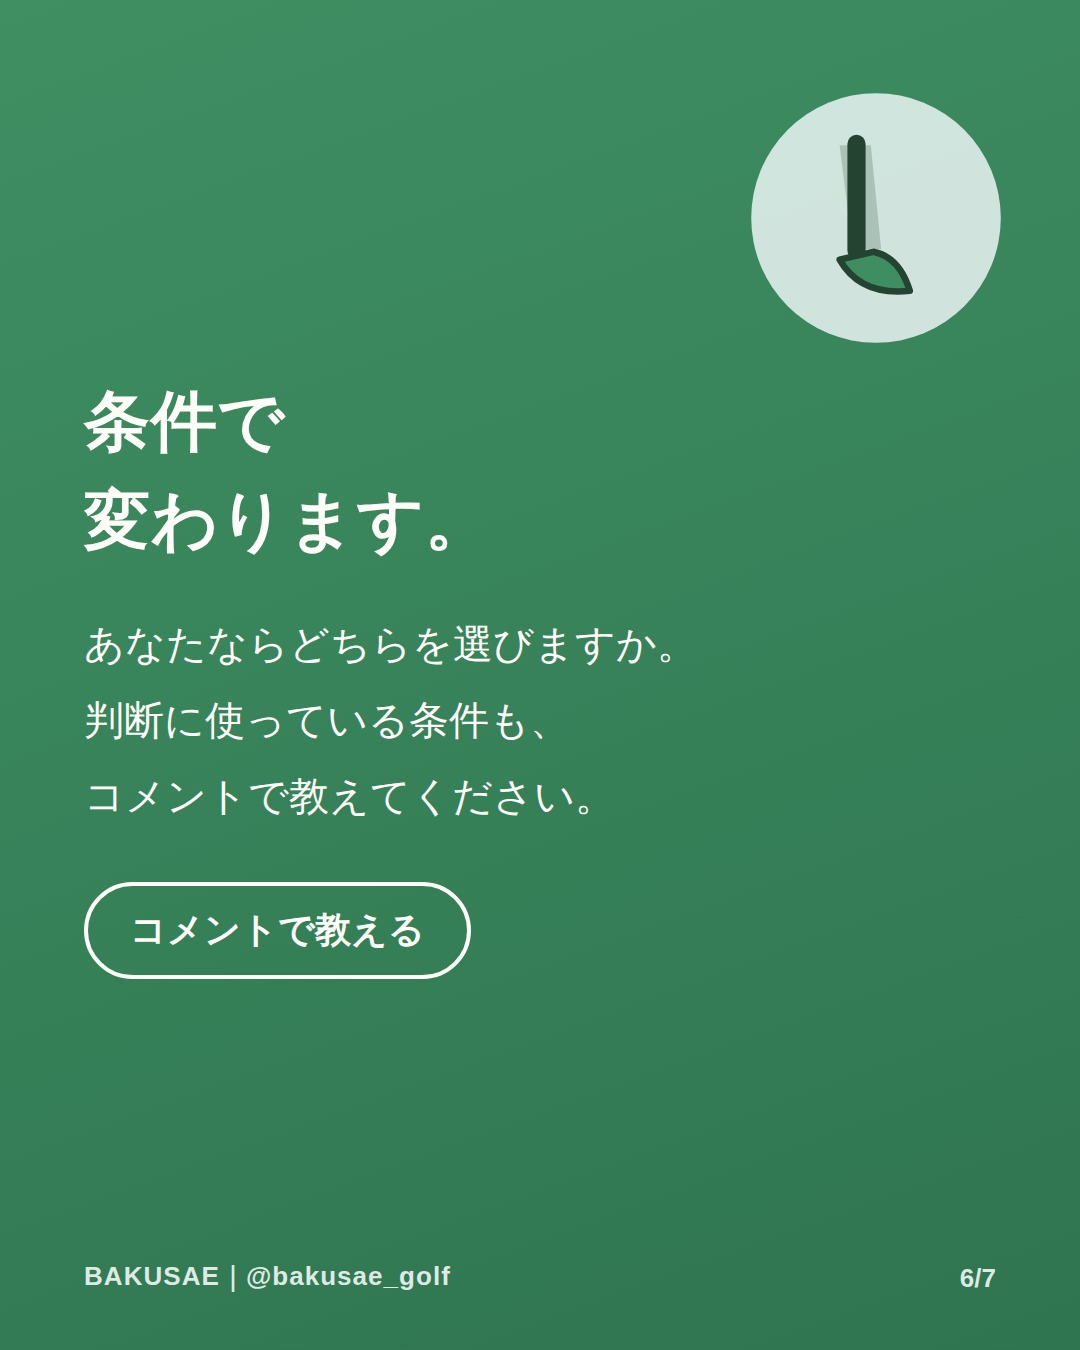 条件で
変わります。
あなたならどちらを選びますか。
判断に使っている条件も、
コメントで教えてください。
コメントで教える
BAKUSAE | @bakusae_golf
6/7